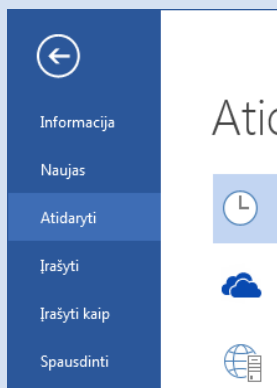 Informacija
Naujas
Atidaryti
Įrašyti
Įrašyti kaip
Spausdinti